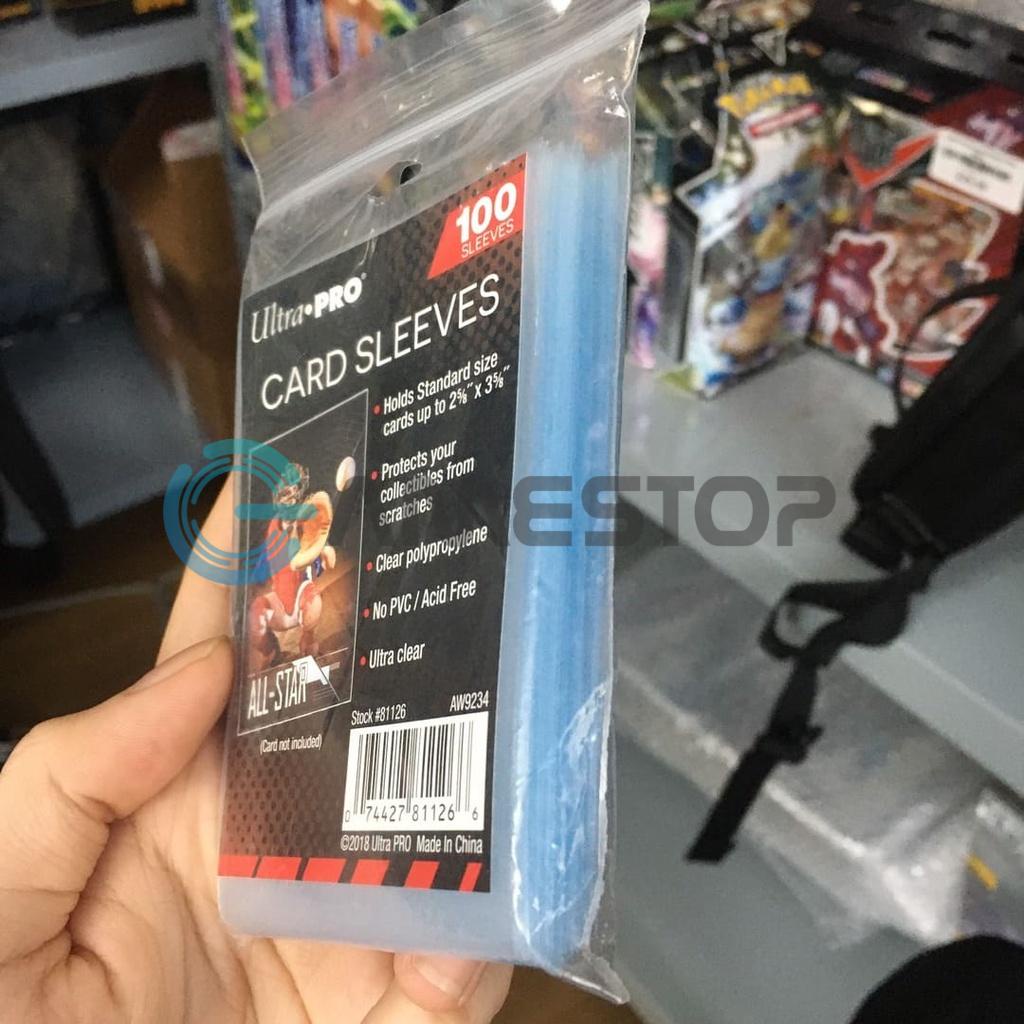 100
SLEEVES
Ultra•PRO®
CARD SLEEVES
• Holds Standard size
cards up to 2⅝" x 3⅝"
• Protects your
collectibles from
scratches
• Clear polypropylene
• No PVC / Acid Free
• Ultra clear
ALL-STAR
(Card not included)
Stock #81126
AW9234
0 74427 81126 6
©2018 Ultra PRO Made in China
Pokémon
ESTOP